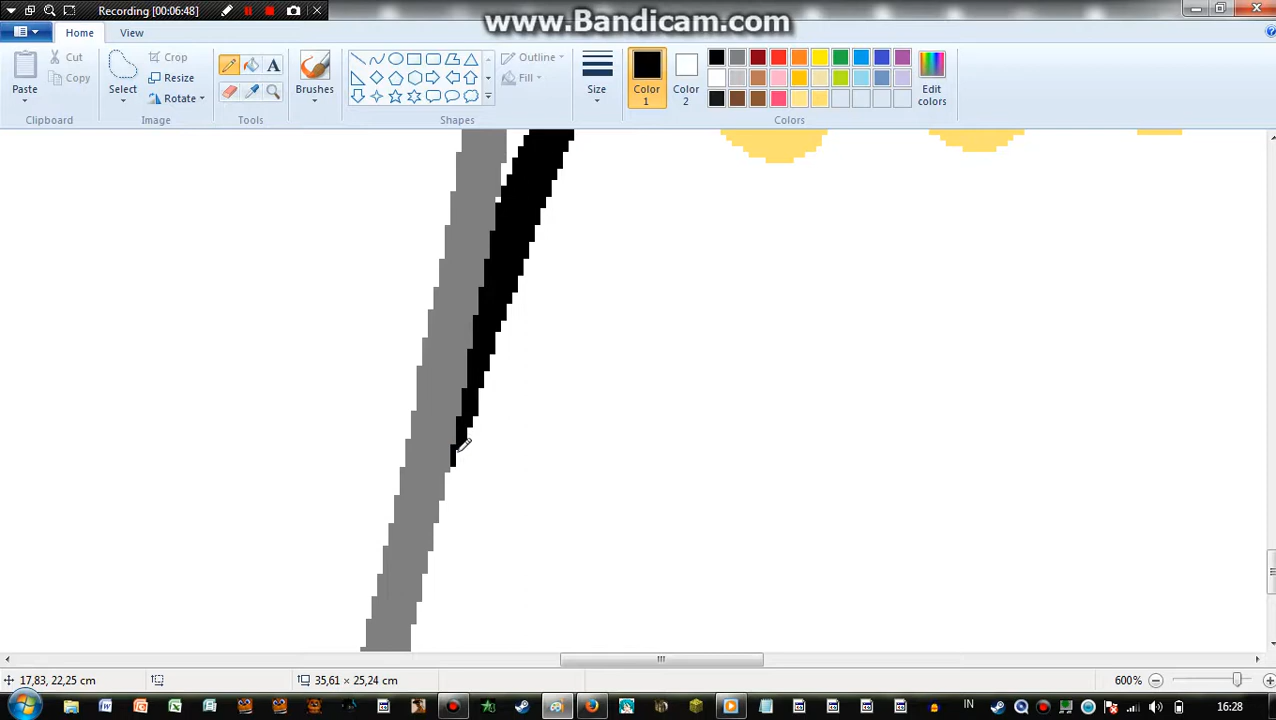 Recording [00:06:48]
www.Bandicam.com
Home View
Paste Cut Copy Select Crop Resize Rotate Brushes Outline Fill Size Color 1 Color 2 Edit colors
A
Clipboard Image Tools Shapes Colors
17,83, 22,25 cm 35,61 × 25,24 cm 600%
IN 16:28